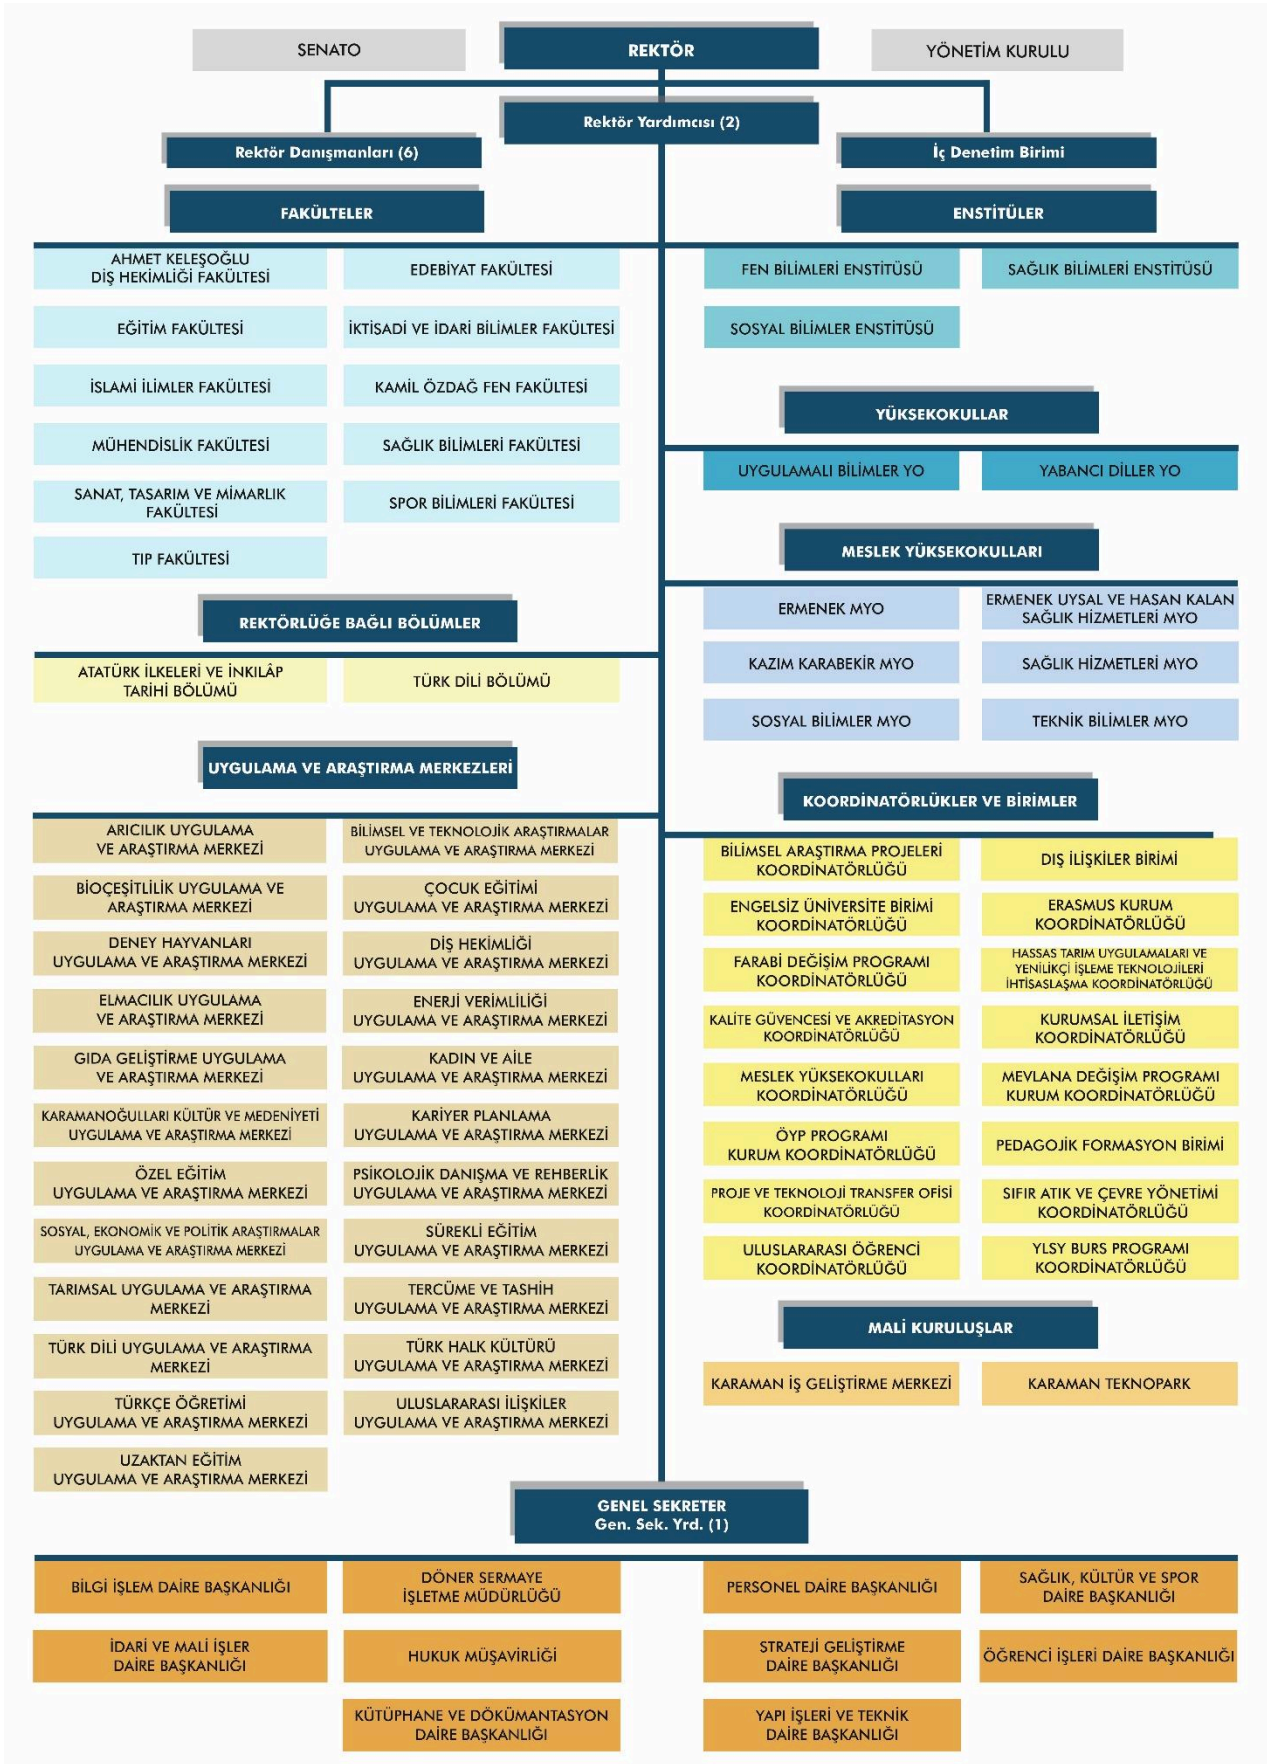 SENATO
REKTÖR
YÖNETİM KURULU
Rektör Yardımcısı (2)
Rektör Danışmanları (6)
İç Denetim Birimi
FAKÜLTELER
AHMET KELEŞOĞLU
DİŞ HEKİMLİĞİ FAKÜLTESİ
EDEBİYAT FAKÜLTESİ
EĞİTİM FAKÜLTESİ
İKTİSADİ VE İDARİ BİLİMLER FAKÜLTESİ
İSLAMİ İLİMLER FAKÜLTESİ
KAMİL ÖZDAĞ FEN FAKÜLTESİ
MÜHENDİSLİK FAKÜLTESİ
SAĞLIK BİLİMLERİ FAKÜLTESİ
SANAT, TASARIM VE MİMARLIK
FAKÜLTESİ
SPOR BİLİMLERİ FAKÜLTESİ
TIP FAKÜLTESİ
ENSTİTÜLER
FEN BİLİMLERİ ENSTİTÜSÜ
SAĞLIK BİLİMLERİ ENSTİTÜSÜ
SOSYAL BİLİMLER ENSTİTÜSÜ
YÜKSEKOKULLAR
UYGULAMALI BİLİMLER YO
YABANCI DİLLER YO
MESLEK YÜKSEKOKULLARI
ERMENEK MYO
ERMENEK UYSAL VE HASAN KALAN
SAĞLIK HİZMETLERİ MYO
KAZIM KARABEKİR MYO
SAĞLIK HİZMETLERİ MYO
SOSYAL BİLİMLER MYO
TEKNİK BİLİMLER MYO
REKTÖRLÜĞE BAĞLI BÖLÜMLER
ATATÜRK İLKELERİ VE İNKILÂP
TARİHİ BÖLÜMÜ
TÜRK DİLİ BÖLÜMÜ
UYGULAMA VE ARAŞTIRMA MERKEZLERİ
ARICILIK UYGULAMA
VE ARAŞTIRMA MERKEZİ
BİLİMSEL VE TEKNOLOJİK ARAŞTIRMALAR
UYGULAMA VE ARAŞTIRMA MERKEZİ
BİOÇEŞİTLİLİK UYGULAMA VE
ARAŞTIRMA MERKEZİ
ÇOCUK EĞİTİMİ
UYGULAMA VE ARAŞTIRMA MERKEZİ
DENEY HAYVANLARI
UYGULAMA VE ARAŞTIRMA MERKEZİ
DİŞ HEKİMLİĞİ
UYGULAMA VE ARAŞTIRMA MERKEZİ
ELMACILIK UYGULAMA
VE ARAŞTIRMA MERKEZİ
ENERJİ VERİMLİLİĞİ
UYGULAMA VE ARAŞTIRMA MERKEZİ
GIDA GELİŞTİRME UYGULAMA
VE ARAŞTIRMA MERKEZİ
KADIN VE AİLE
UYGULAMA VE ARAŞTIRMA MERKEZİ
KARAMANOĞULLARI KÜLTÜR VE MEDENİYETİ
UYGULAMA VE ARAŞTIRMA MERKEZİ
KARİYER PLANLAMA
UYGULAMA VE ARAŞTIRMA MERKEZİ
ÖZEL EĞİTİM
UYGULAMA VE ARAŞTIRMA MERKEZİ
PSİKOLOJİK DANIŞMA VE REHBERLİK
UYGULAMA VE ARAŞTIRMA MERKEZİ
SOSYAL, EKONOMİK VE POLİTİK ARAŞTIRMALAR
UYGULAMA VE ARAŞTIRMA MERKEZİ
SÜREKLİ EĞİTİM
UYGULAMA VE ARAŞTIRMA MERKEZİ
TARIMSAL UYGULAMA VE ARAŞTIRMA
MERKEZİ
TERCÜME VE TASHİH
UYGULAMA VE ARAŞTIRMA MERKEZİ
TÜRK DİLİ UYGULAMA VE ARAŞTIRMA
MERKEZİ
TÜRK HALK KÜLTÜRÜ
UYGULAMA VE ARAŞTIRMA MERKEZİ
TÜRKÇE ÖĞRETİMİ
UYGULAMA VE ARAŞTIRMA MERKEZİ
ULUSLARARASI İLİŞKİLER
UYGULAMA VE ARAŞTIRMA MERKEZİ
UZAKTAN EĞİTİM
UYGULAMA VE ARAŞTIRMA MERKEZİ
KOORDİNATÖRLÜKLER VE BİRİMLER
BİLİMSEL ARAŞTIRMA PROJELERİ
KOORDİNATÖRLÜĞÜ
DIŞ İLİŞKİLER BİRİMİ
ENGELSİZ ÜNİVERSİTE BİRİMİ
KOORDİNATÖRLÜĞÜ
ERASMUS KURUM
KOORDİNATÖRLÜĞÜ
FARABİ DEĞİŞİM PROGRAMI
KOORDİNATÖRLÜĞÜ
HASSAS TARIM UYGULAMALARI VE
YENİLİKÇİ İŞLEME TEKNOLOJİLERİ
İHTİSASLAŞMA KOORDİNATÖRLÜĞÜ
KALİTE GÜVENCESİ VE AKREDİTASYON
KOORDİNATÖRLÜĞÜ
KURUMSAL İLETİŞİM
KOORDİNATÖRLÜĞÜ
MESLEK YÜKSEKOKULLARI
KOORDİNATÖRLÜĞÜ
MEVLANA DEĞİŞİM PROGRAMI
KURUM KOORDİNATÖRLÜĞÜ
ÖYP PROGRAMI
KURUM KOORDİNATÖRLÜĞÜ
PEDAGOJİK FORMASYON BİRİMİ
PROJE VE TEKNOLOJİ TRANSFER OFİSİ
KOORDİNATÖRLÜĞÜ
SIFIR ATIK VE ÇEVRE YÖNETİMİ
KOORDİNATÖRLÜĞÜ
ULUSLARARASI ÖĞRENCİ
KOORDİNATÖRLÜĞÜ
YLSY BURS PROGRAMI
KOORDİNATÖRLÜĞÜ
MALİ KURULUŞLAR
KARAMAN İŞ GELİŞTİRME MERKEZİ
KARAMAN TEKNOPARK
GENEL SEKRETER
Gen. Sek. Yrd. (1)
BİLGİ İŞLEM DAİRE BAŞKANLIĞI
DÖNER SERMAYE
İŞLETME MÜDÜRLÜĞÜ
PERSONEL DAİRE BAŞKANLIĞI
SAĞLIK, KÜLTÜR VE SPOR
DAİRE BAŞKANLIĞI
İDARİ VE MALİ İŞLER
DAİRE BAŞKANLIĞI
HUKUK MÜŞAVİRLİĞİ
STRATEJİ GELİŞTİRME
DAİRE BAŞKANLIĞI
ÖĞRENCİ İŞLERİ DAİRE BAŞKANLIĞI
KÜTÜPHANE VE DÖKÜMANTASYON
DAİRE BAŞKANLIĞI
YAPI İŞLERİ VE TEKNİK
DAİRE BAŞKANLIĞI